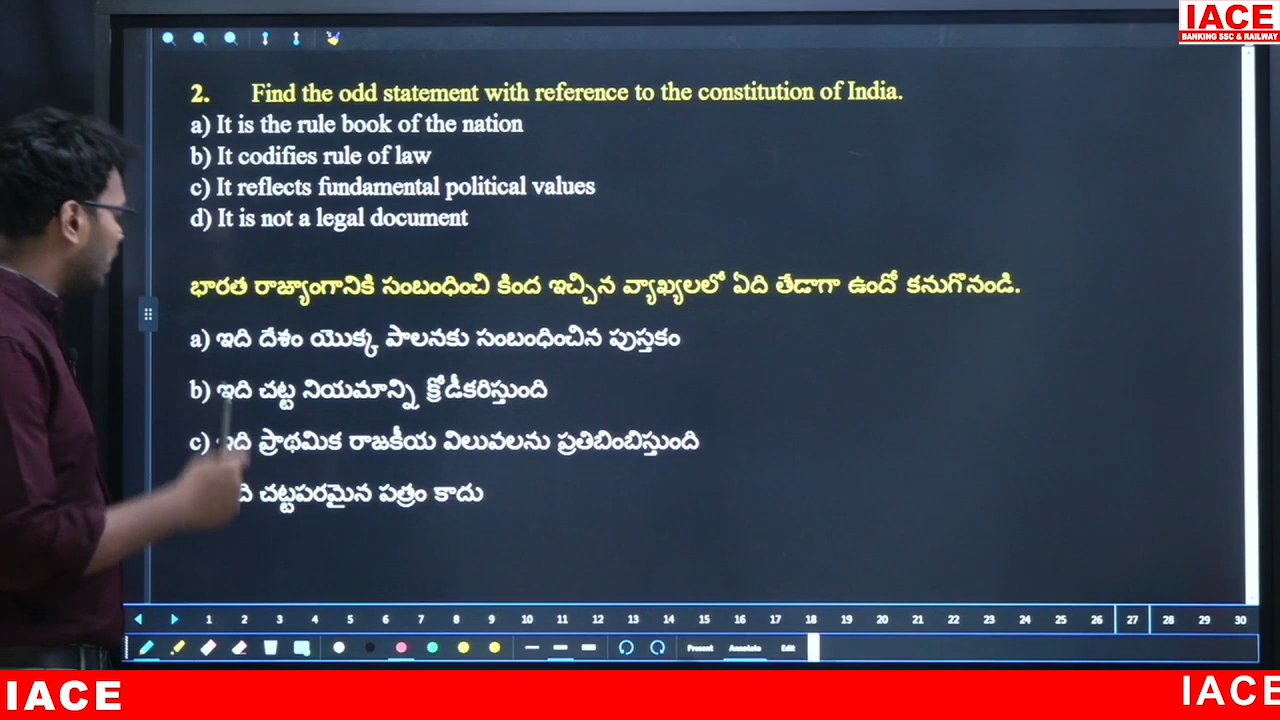 IACE
BANKING SSC & RAILWAY
2. Find the odd statement with reference to the constitution of India.
a) It is the rule book of the nation
b) It codifies rule of law
c) It reflects fundamental political values
d) It is not a legal document
భారత రాజ్యాంగానికి సంబంధించి కింద ఇచ్చిన వ్యాఖ్యలలో ఏది తేడాగా ఉందో కనుగొనండి.
a) ఇది దేశం యొక్క పాలనకు సంబంధించిన పుస్తకం
b) ఇది చట్ట నియమాన్ని క్రోడీకరిస్తుంది
c) ఇది ప్రాథమిక రాజకీయ విలువలను ప్రతిబింబిస్తుంది
చట్టపరమైన పత్రం కాదు
1 2 3 4 5 6 7 8 9 10 11 12 13 14 15 16 17 18 19 20 21 22 23 24 25 26 27 28 29 30
Present Annotate Edit
IACE IACE